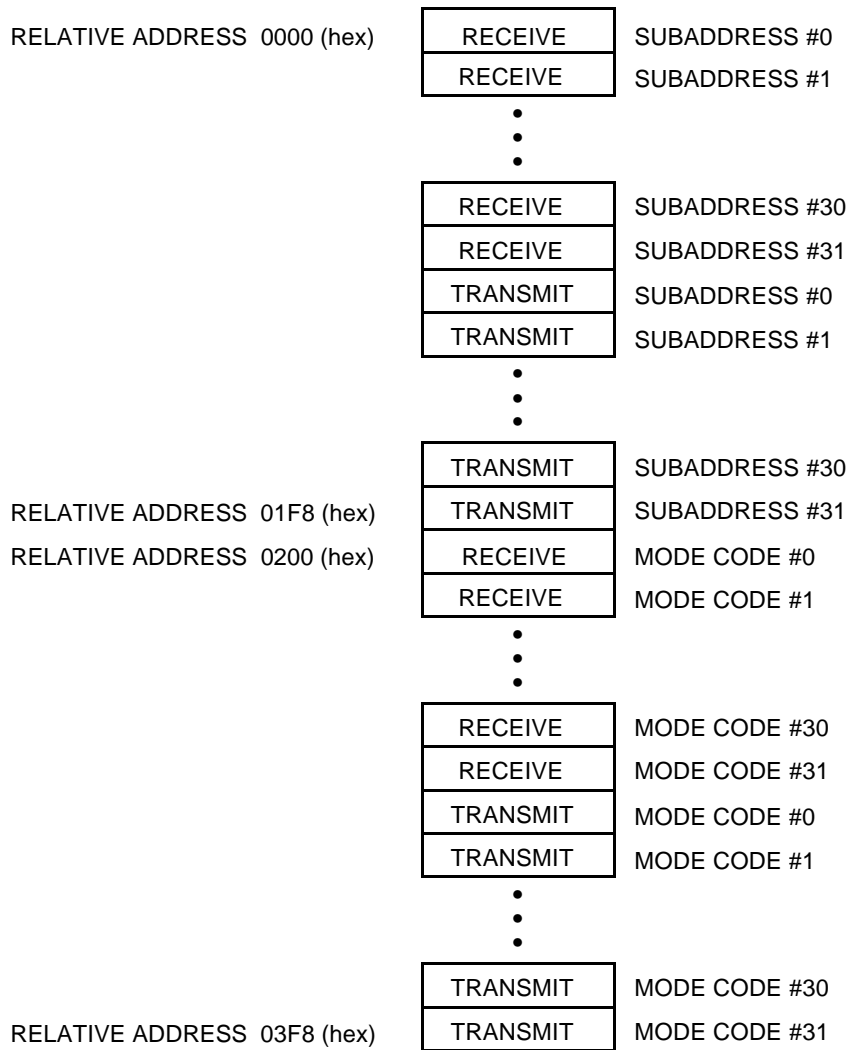 RELATIVE ADDRESS 0000 (hex) RECEIVE SUBADDRESS #0
RECEIVE SUBADDRESS #1
RECEIVE SUBADDRESS #30
RECEIVE SUBADDRESS #31
TRANSMIT SUBADDRESS #0
TRANSMIT SUBADDRESS #1
TRANSMIT SUBADDRESS #30
RELATIVE ADDRESS 01F8 (hex) TRANSMIT SUBADDRESS #31
RELATIVE ADDRESS 0200 (hex) RECEIVE MODE CODE #0
RECEIVE MODE CODE #1
RECEIVE MODE CODE #30
RECEIVE MODE CODE #31
TRANSMIT MODE CODE #0
TRANSMIT MODE CODE #1
TRANSMIT MODE CODE #30
RELATIVE ADDRESS 03F8 (hex) TRANSMIT MODE CODE #31